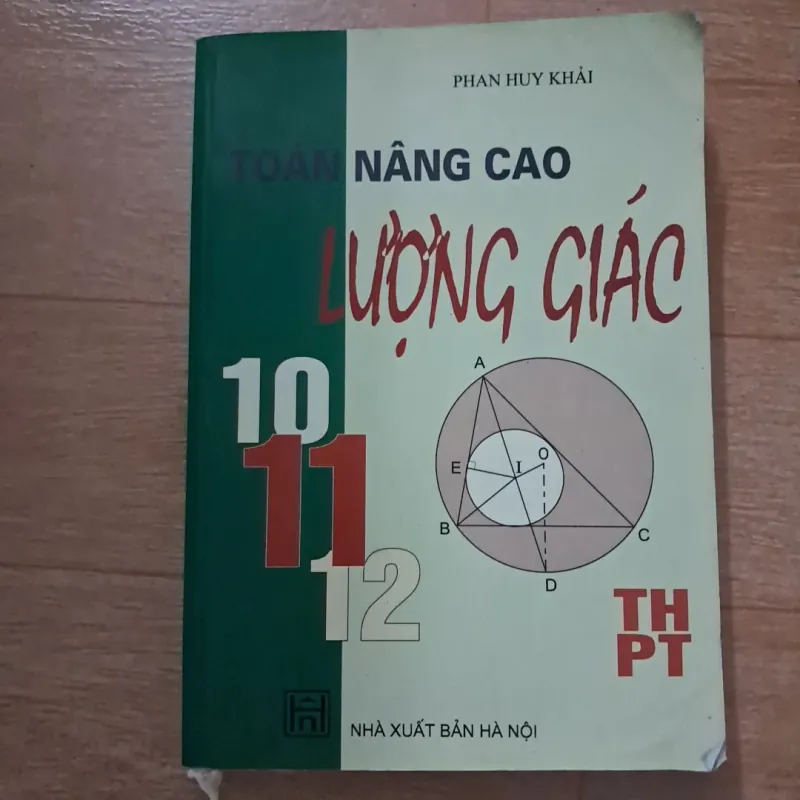 PHAN HUY KHẢI
TOÁN NÂNG CAO
LƯỢNG GIÁC
10
11
12
A
O
E
I
B
C
D
TH
PT
NHÀ XUẤT BẢN HÀ NỘI